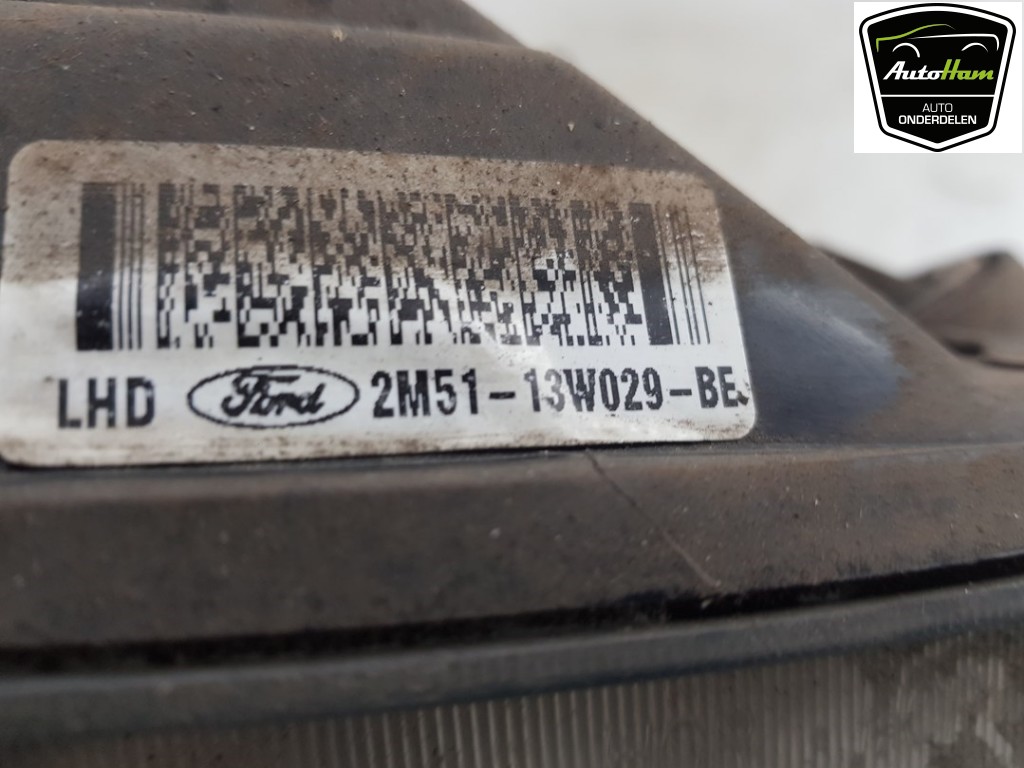 AutoHam
AUTO
ONDERDELEN
LHD Ford 2M51-13W029-BE